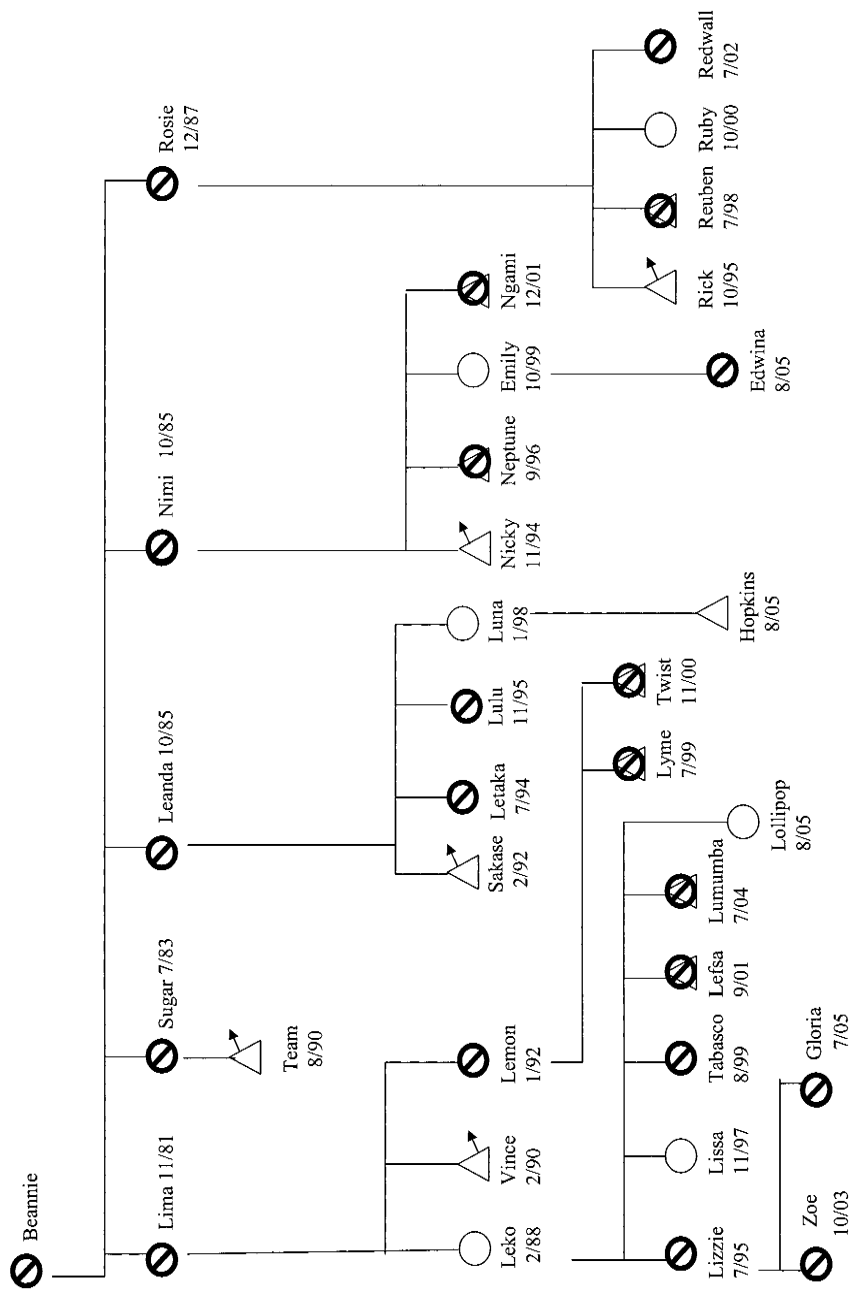 Beannie
Lima 11/81
Sugar 7/83
Leanda 10/85
Nimi 10/85
Rosie
12/87
Team
8/90
Leko
2/88
Vince
2/90
Lemon
1/92
Sakase
2/92
Letaka
7/94
Lulu
11/95
Luna
1/98
Nicky
11/94
Neptune
9/96
Emily
10/99
Ngami
12/01
Lizzie
7/95
Lissa
11/97
Tabasco
8/99
Lefsa
9/01
Lumumba
7/04
Lollipop
8/05
Lyme
7/99
Twist
11/00
Hopkins
8/05
Edwina
8/05
Rick
10/95
Reuben
7/98
Ruby
10/00
Redwall
7/02
Zoe
10/03
Gloria
7/05